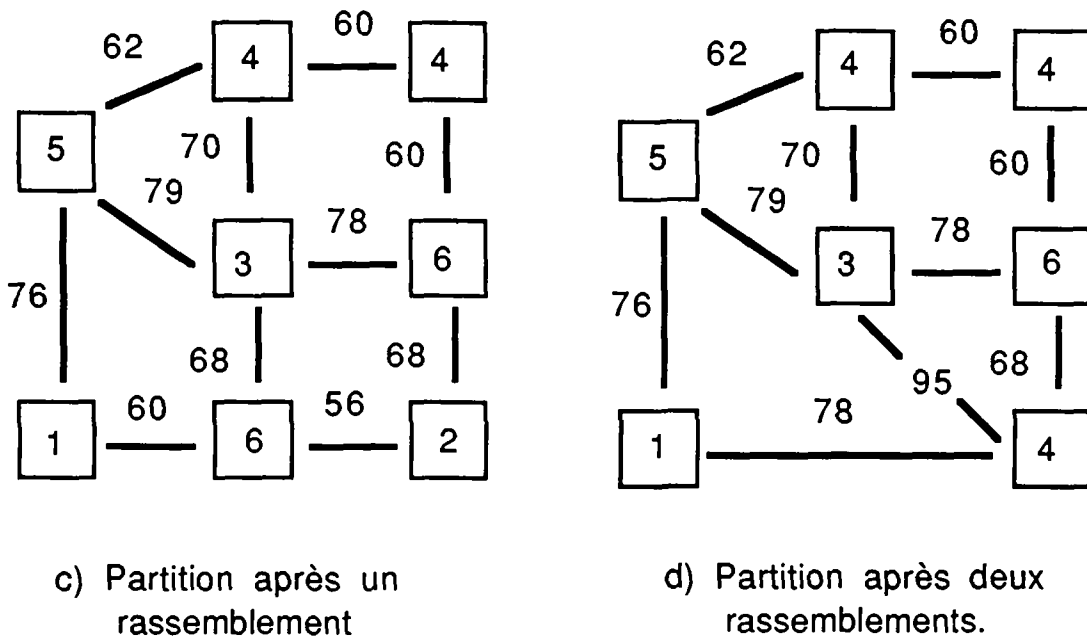 62 60
4 4
5 70 60
79 78
3 6
76
68 68
60 56
1 6 2
c) Partition après un
rassemblement
62 60
4 4
5 70 60
79 78
3 6
76
95 68
78
1 4
d) Partition après deux
rassemblements.